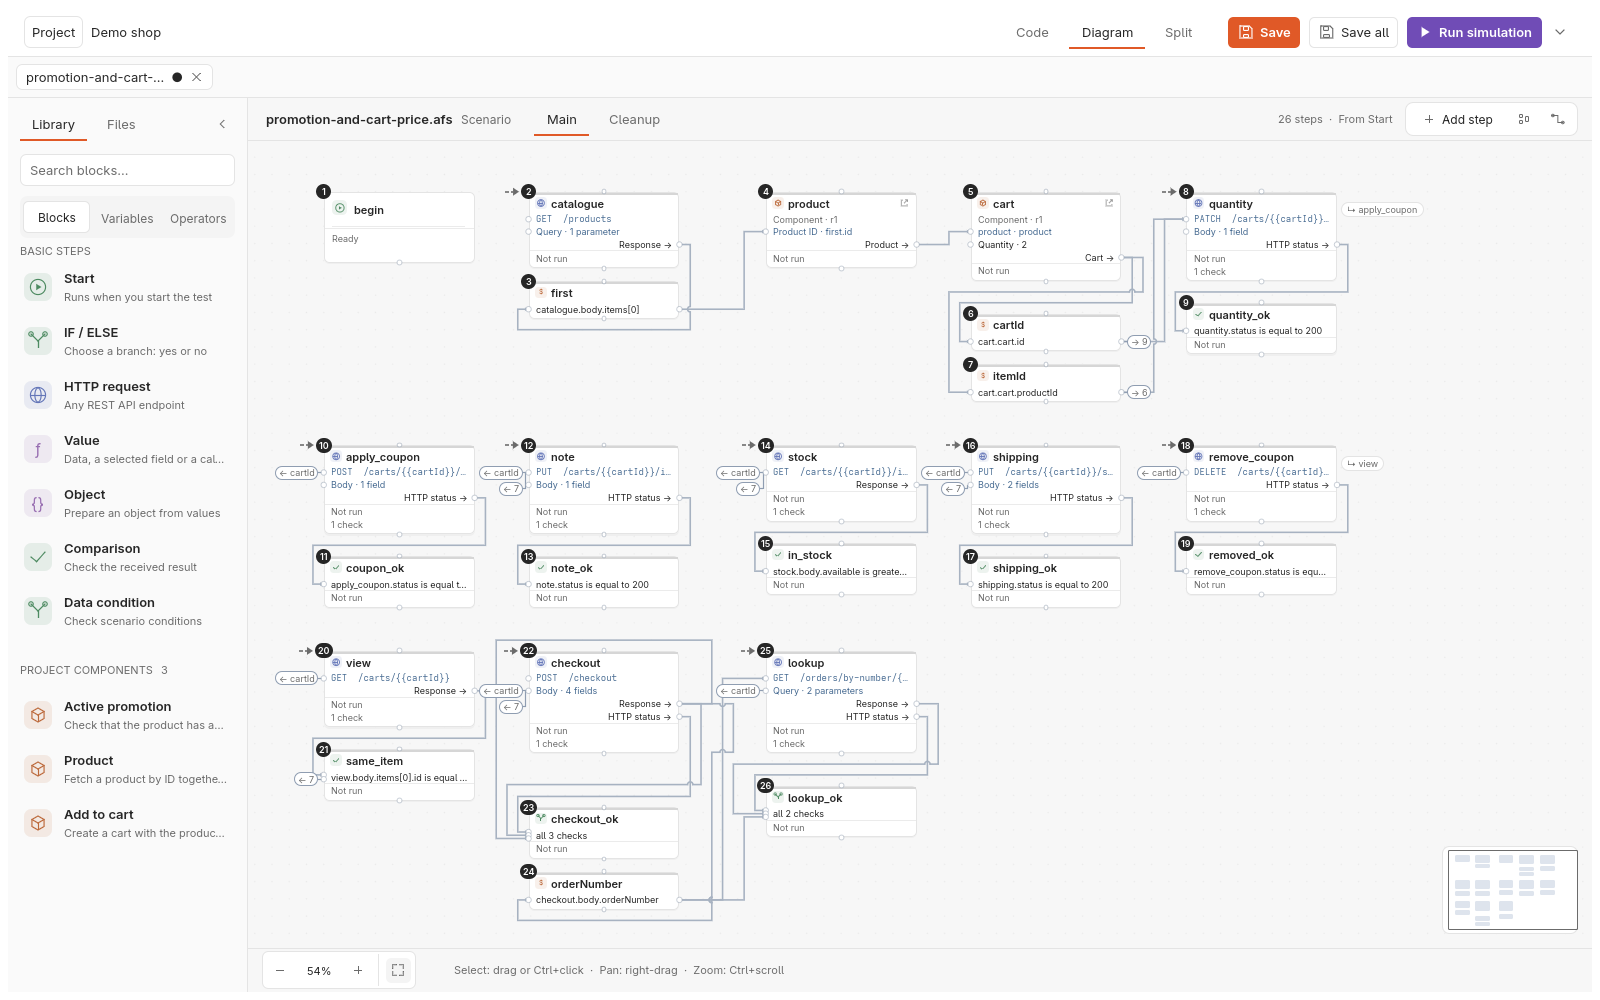 Project Demo shop Code Diagram Split Save Save all Run simulation
promotion-and-cart-...
Library Files
promotion-and-cart-price.afs Scenario Main Cleanup 26 steps · From Start + Add step
Search blocks...
Blocks Variables Operators
BASIC STEPS
Start
Runs when you start the test
IF / ELSE
Choose a branch: yes or no
HTTP request
Any REST API endpoint
Value
Data, a selected field or a cal...
Object
Prepare an object from values
Comparison
Check the received result
Data condition
Check scenario conditions
PROJECT COMPONENTS 3
Active promotion
Check that the product has a...
Product
Fetch a product by ID togethe...
Add to cart
Create a cart with the produc...
1
begin
Ready
2
catalogue
GET /products
Query · 1 parameter
Response →
Not run
3
first
catalogue.body.items[0]
4
product
Component · r1
Product ID · first.id
Product →
Not run
5
cart
Component · r1
product · product
Quantity · 2
Cart →
Not run
6
cartId
cart.cart.id
→ 9
7
itemId
cart.cart.productId
→ 6
8
quantity
PATCH /carts/{{cartId}}...
Body · 1 field
HTTP status →
Not run
1 check
↳ apply_coupon
9
quantity_ok
quantity.status is equal to 200
Not run
10
apply_coupon
← cartId
POST /carts/{{cartId}}/...
Body · 1 field
HTTP status →
Not run
1 check
11
coupon_ok
apply_coupon.status is equal t...
Not run
12
note
← cartId
PUT /carts/{{cartId}}/i...
← 7
Body · 1 field
HTTP status →
Not run
1 check
13
note_ok
note.status is equal to 200
Not run
14
stock
← cartId
GET /carts/{{cartId}}/i...
← 7
Response →
Not run
1 check
15
in_stock
stock.body.available is greate...
Not run
16
shipping
← cartId
PUT /carts/{{cartId}}/s...
← 7
Body · 2 fields
HTTP status →
Not run
1 check
17
shipping_ok
shipping.status is equal to 200
Not run
18
remove_coupon
← cartId
DELETE /carts/{{cartId}...
HTTP status →
Not run
1 check
↳ view
19
removed_ok
remove_coupon.status is equ...
Not run
20
view
← cartId
GET /carts/{{cartId}}
Response →
Not run
1 check
21
same_item
← 7
view.body.items[0].id is equal ...
Not run
22
checkout
POST /checkout
← cartId
Body · 4 fields
← 7
Response →
HTTP status →
Not run
1 check
23
checkout_ok
all 3 checks
Not run
24
orderNumber
checkout.body.orderNumber
25
lookup
GET /orders/by-number/{...
← cartId
Query · 2 parameters
Response →
HTTP status →
Not run
1 check
26
lookup_ok
all 2 checks
Not run
− 54% + Select: drag or Ctrl+click · Pan: right-drag · Zoom: Ctrl+scroll